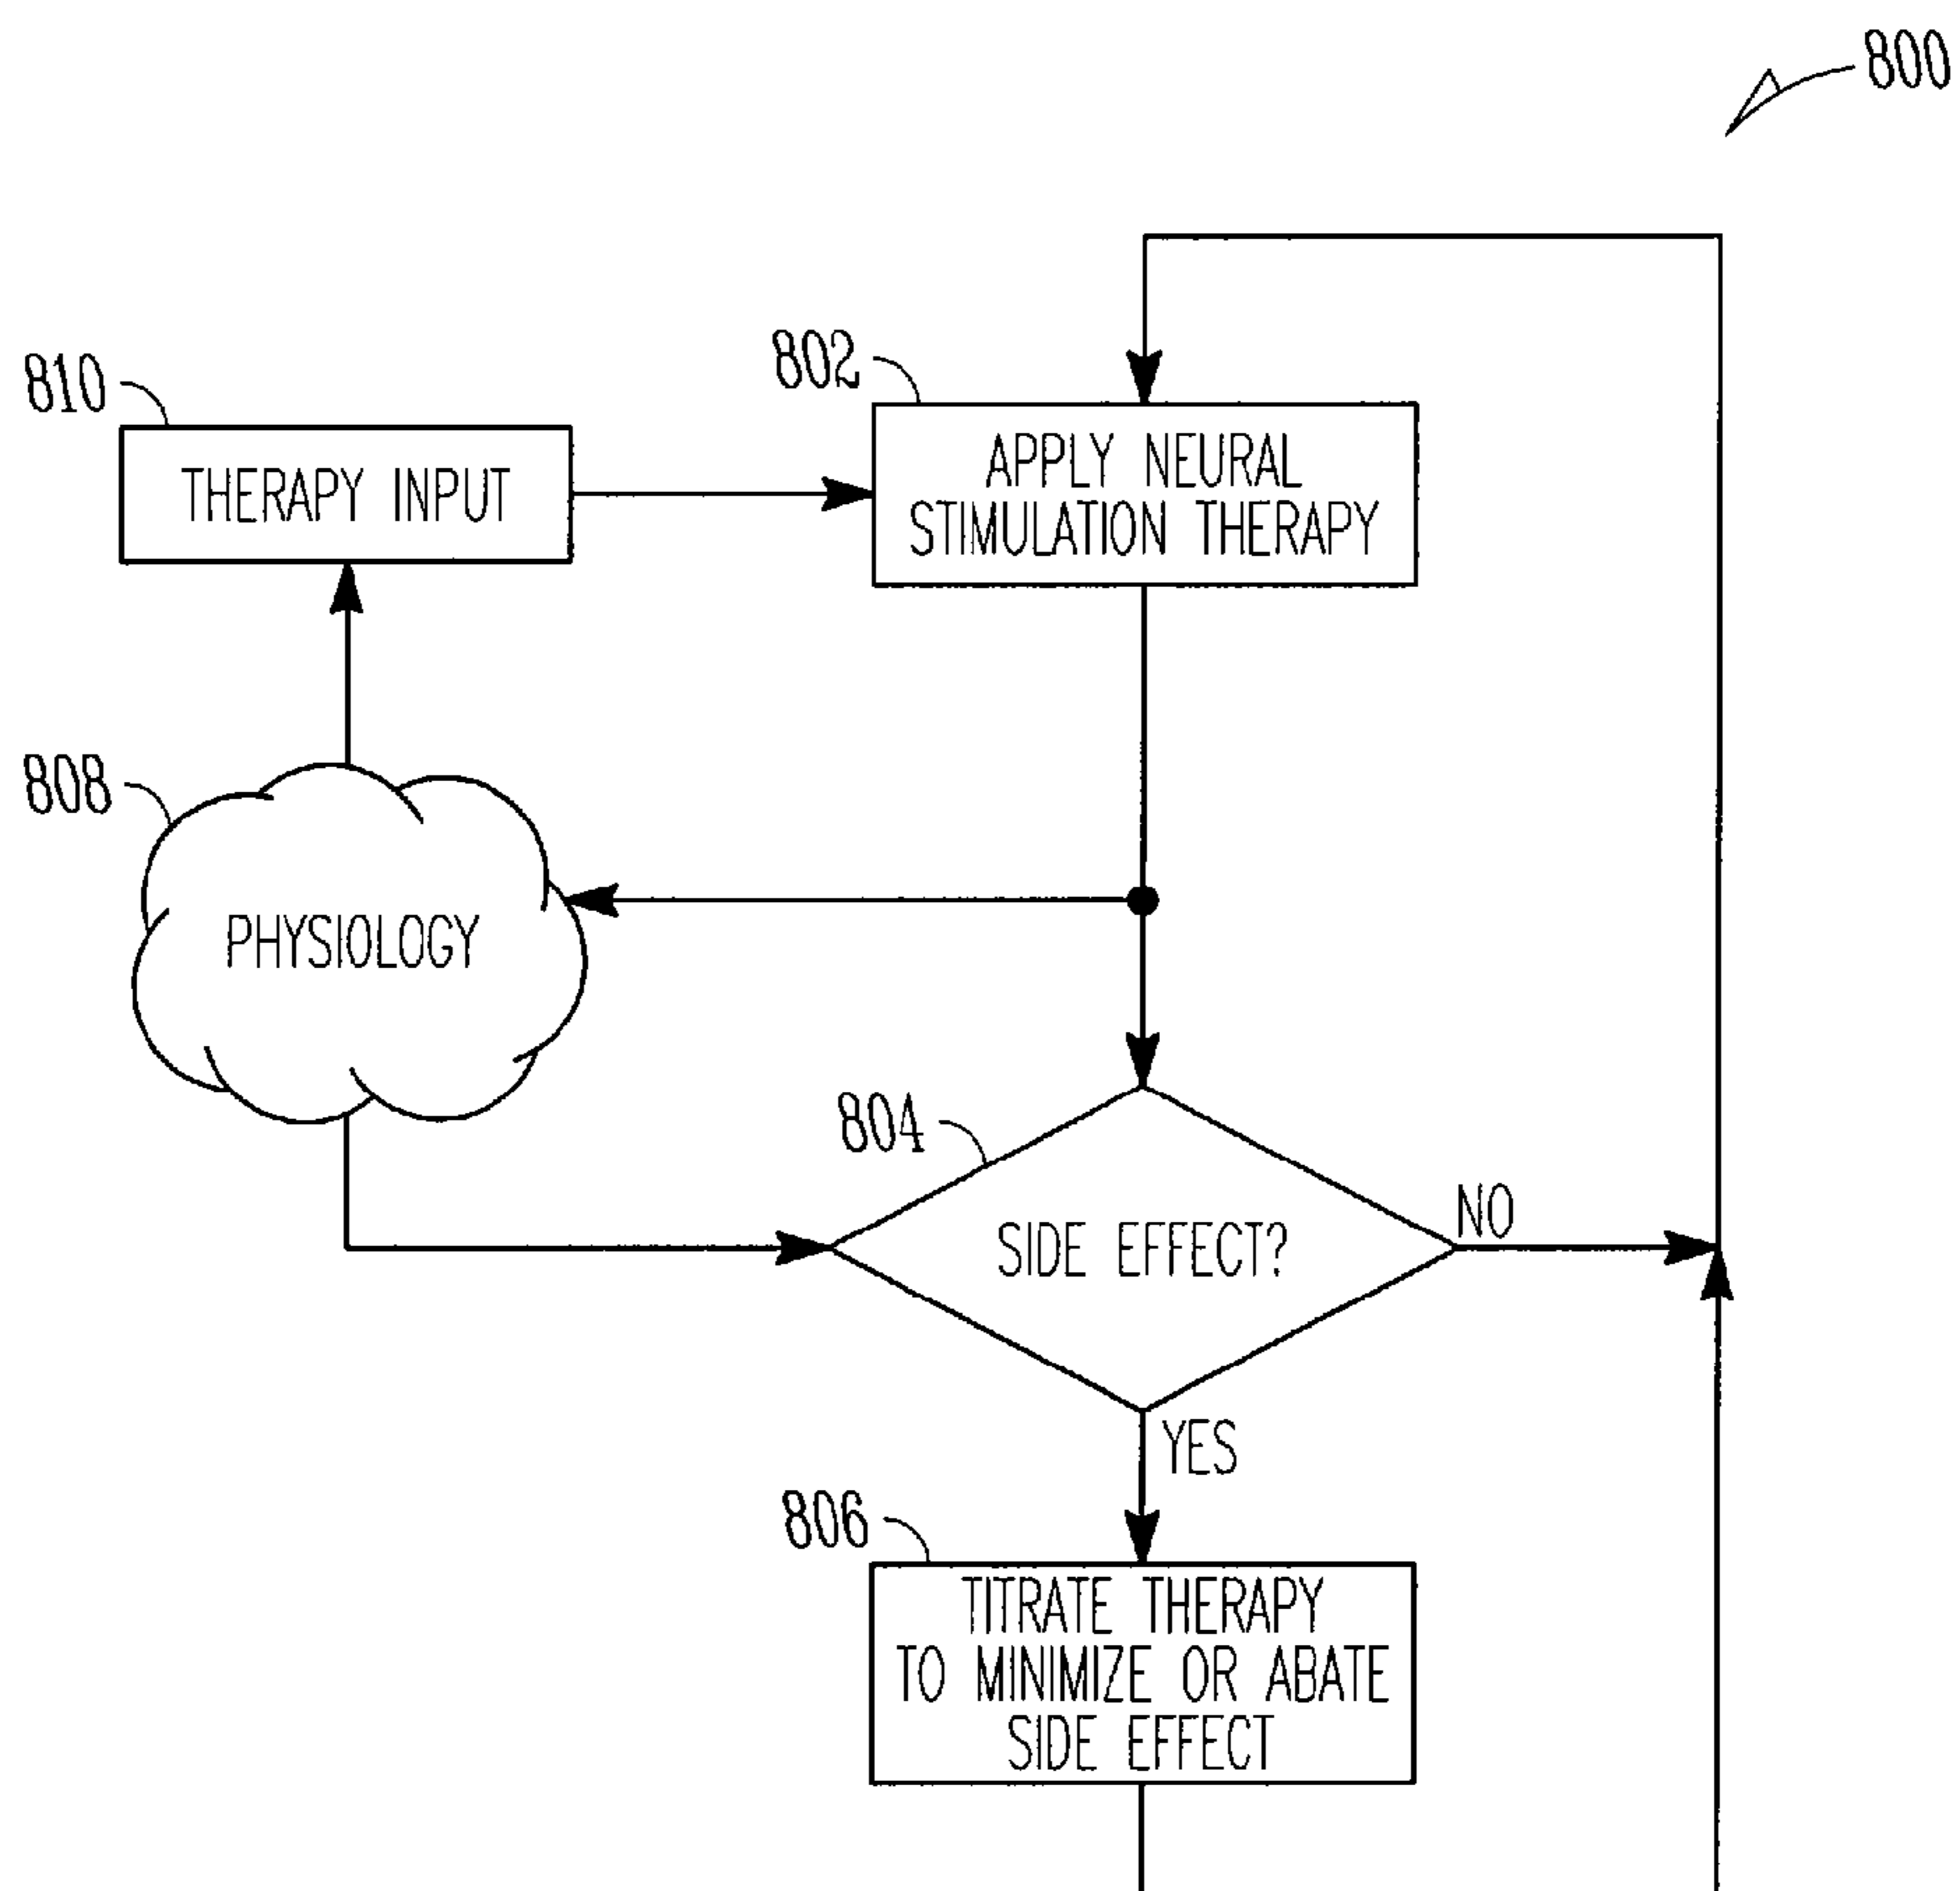 800
802
810
APPLY NEURAL
STIMULATION THERAPY
THERAPY INPUT
808
PHYSIOLOGY
804
SIDE EFFECT?
NO
YES
806
TITRATE THERAPY
TO MINIMIZE OR ABATE
SIDE EFFECT